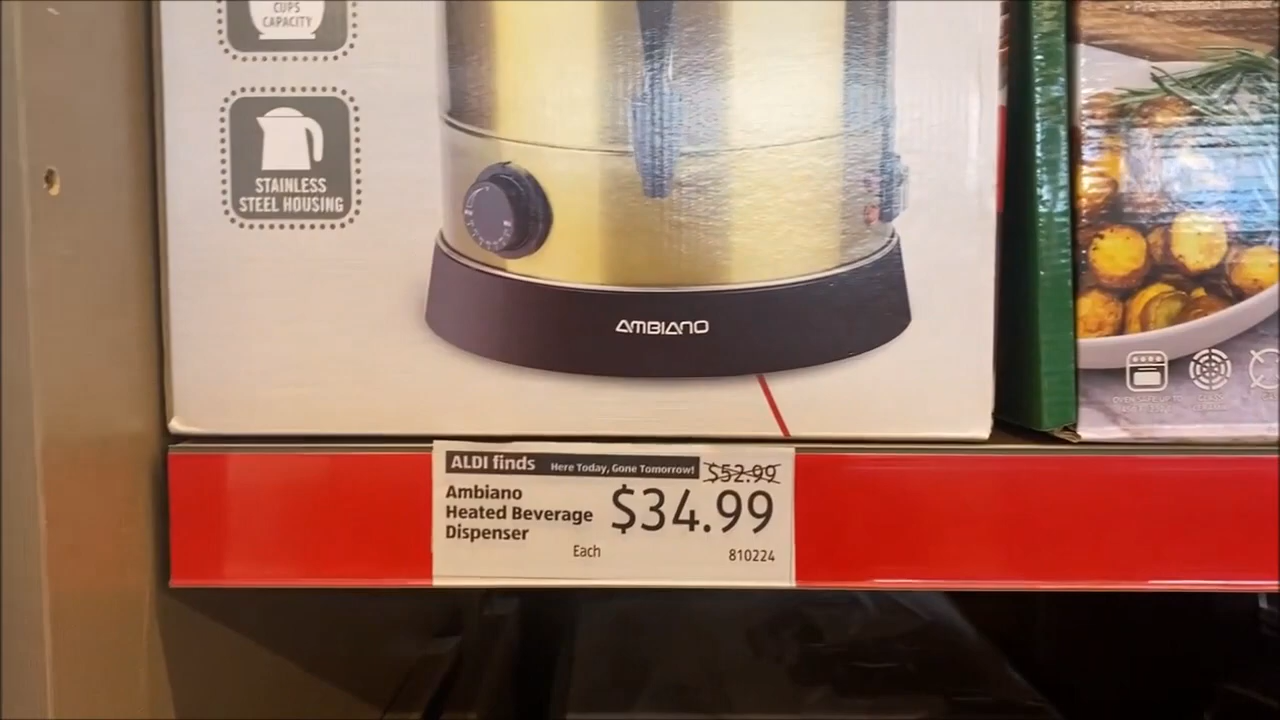 CUPS
CAPACITY
STAINLESS
STEEL HOUSING
AMBIANO
ALDI finds Here Today, Gone Tomorrow! $52.99
Ambiano
Heated Beverage
Dispenser
$34.99
Each
810224